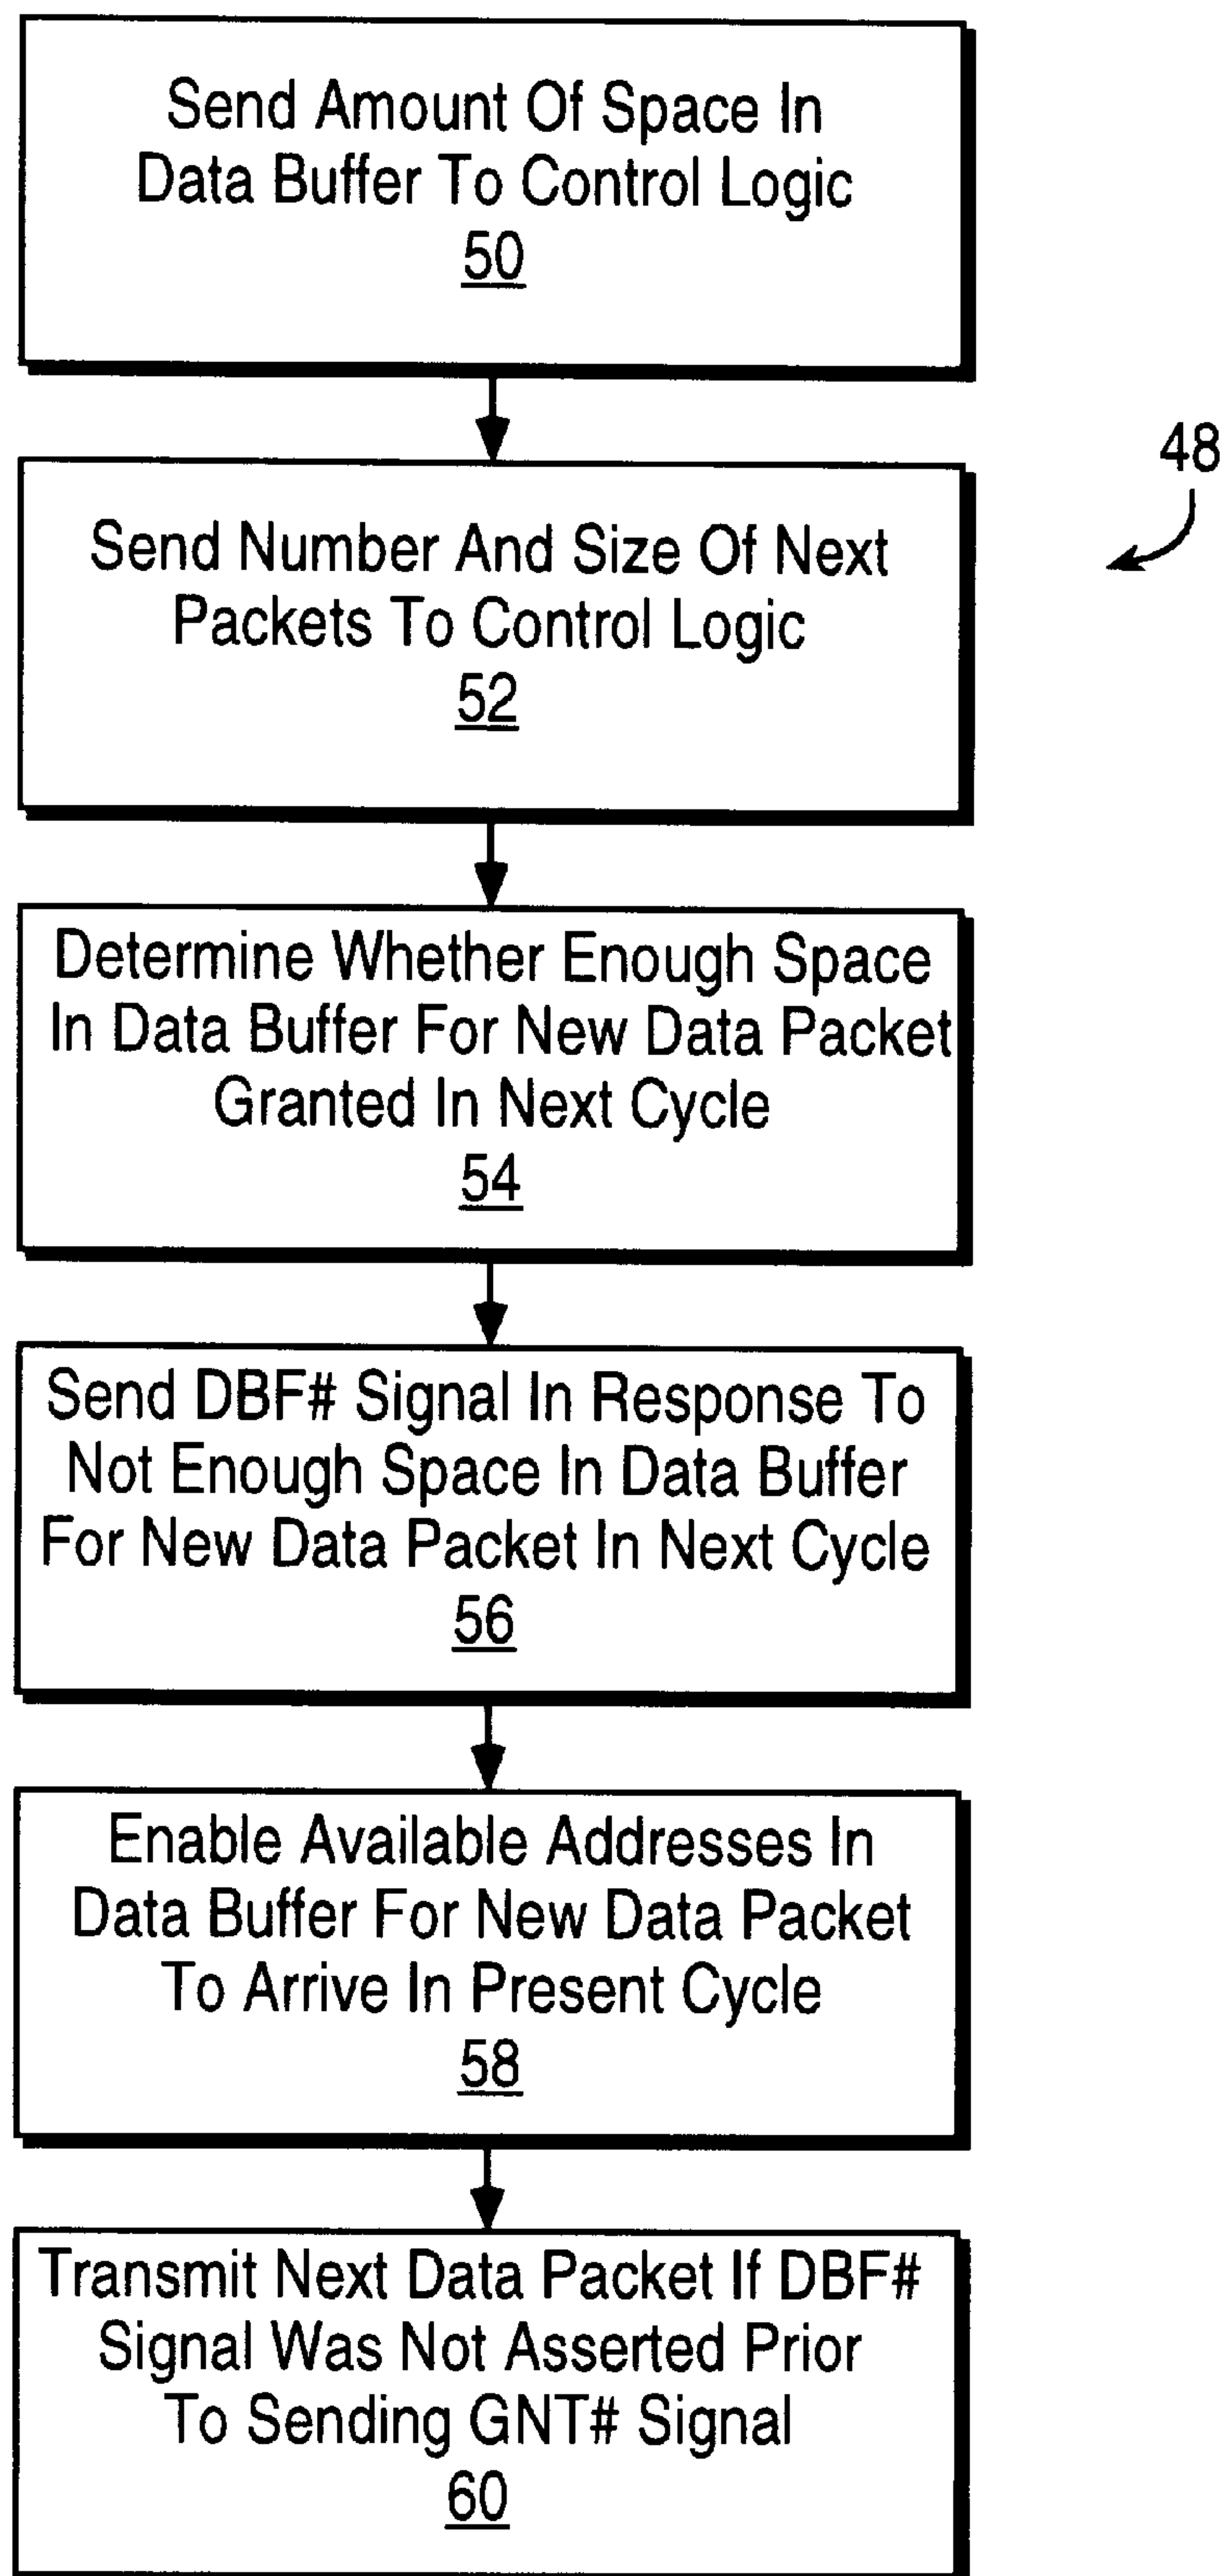 Send Amount Of Space In
Data Buffer To Control Logic
50
48
Send Number And Size Of Next
Packets To Control Logic
52
Determine Whether Enough Space
In Data Buffer For New Data Packet
Granted In Next Cycle
54
Send DBF# Signal In Response To
Not Enough Space In Data Buffer
For New Data Packet In Next Cycle
56
Enable Available Addresses In
Data Buffer For New Data Packet
To Arrive In Present Cycle
58
Transmit Next Data Packet If DBF#
Signal Was Not Asserted Prior
To Sending GNT# Signal
60